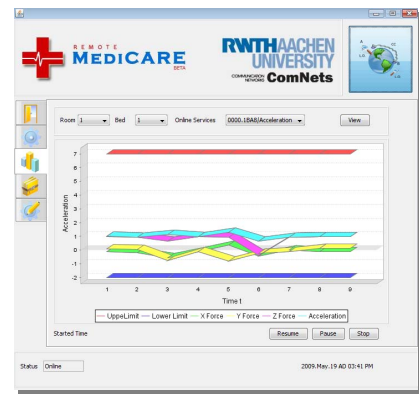 REMOTE
MEDICARE
BETA
RWTHAACHEN
UNIVERSITY
COMMUNICATION
NETWORKS ComNets
Room 1 Bed 1 Online Services 0000.1BA8/Acceleration View
Acceleration
7
6
5
4
3
2
1
0
-1
-2
1 2 3 4 5 6 7 8 9
Time t
UppeLimit Lower Limit X Force Y Force Z Force Acceleration
Started Time Resume Pause Stop
Status Online 2009.May.19 AD 03:41 PM